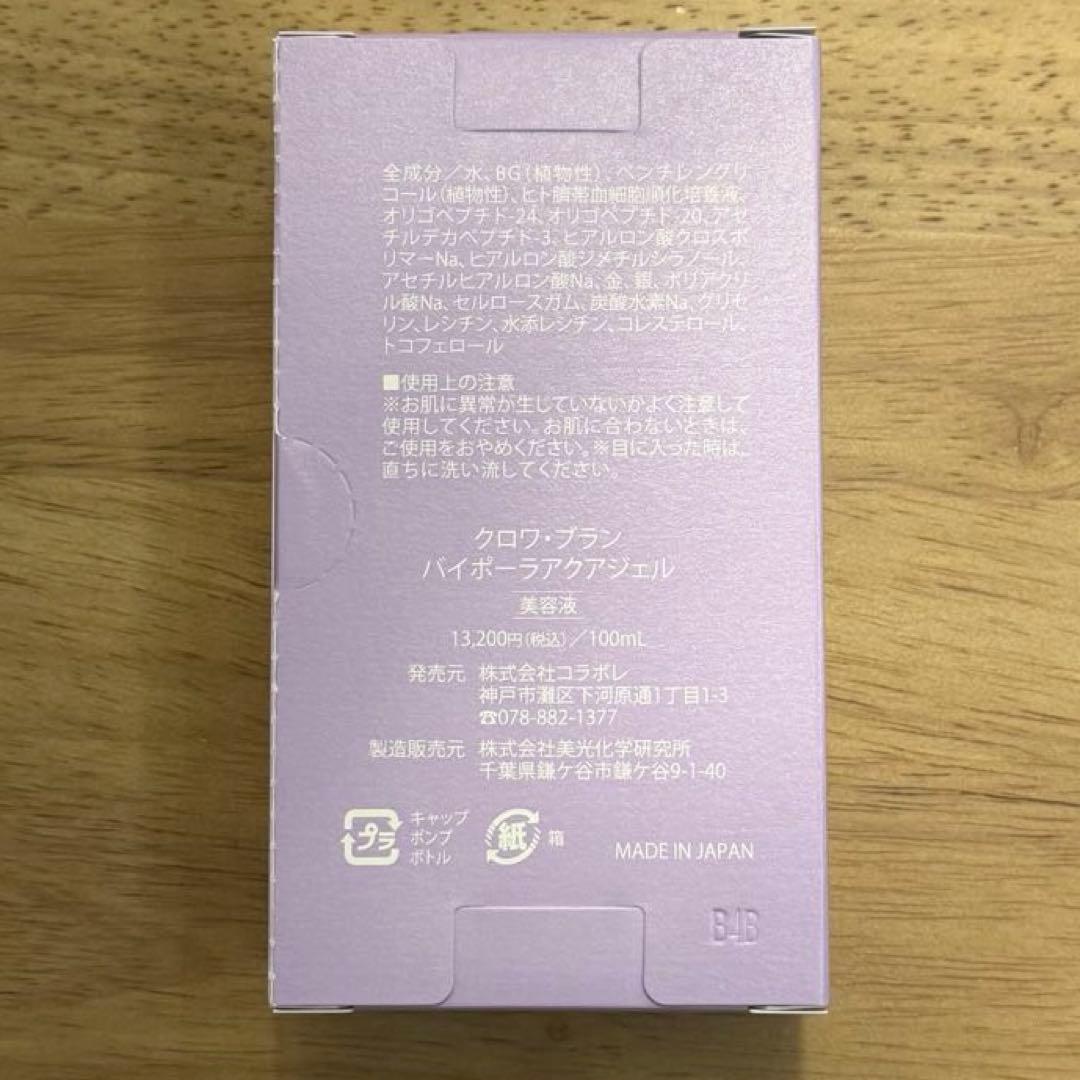 全成分／水、BG（植物性）、ペンチレングリ
コール（植物性）、ヒト臍帯血細胞順化培養液、
オリゴペプチド-24、オリゴペプチド-20、アセ
チルデカペプチド-3、ヒアルロン酸クロスポ
リマーNa、ヒアルロン酸ジメチルシラノール、
アセチルヒアルロン酸Na、金、銀、ポリアクリ
ル酸Na、セルロースガム、炭酸水素Na、グリセ
リン、レシチン、水添レシチン、コレステロール、
トコフェロール
■使用上の注意
※お肌に異常が生じていないかよく注意して
使用してください。お肌に合わないときは、
ご使用をおやめください。※目に入った時は、
直ちに洗い流してください。
クロワ・ブラン
バイポーラアクアジェル
美容液
13,200円（税込）／100mL
発売元 株式会社コラボレ
神戸市灘区下河原通1丁目1-3
☎078-882-1377
製造販売元 株式会社美光化学研究所
千葉県鎌ケ谷市鎌ケ谷9-1-40
プラ キャップ
ポンプ
ボトル
紙 箱
MADE IN JAPAN
B4B